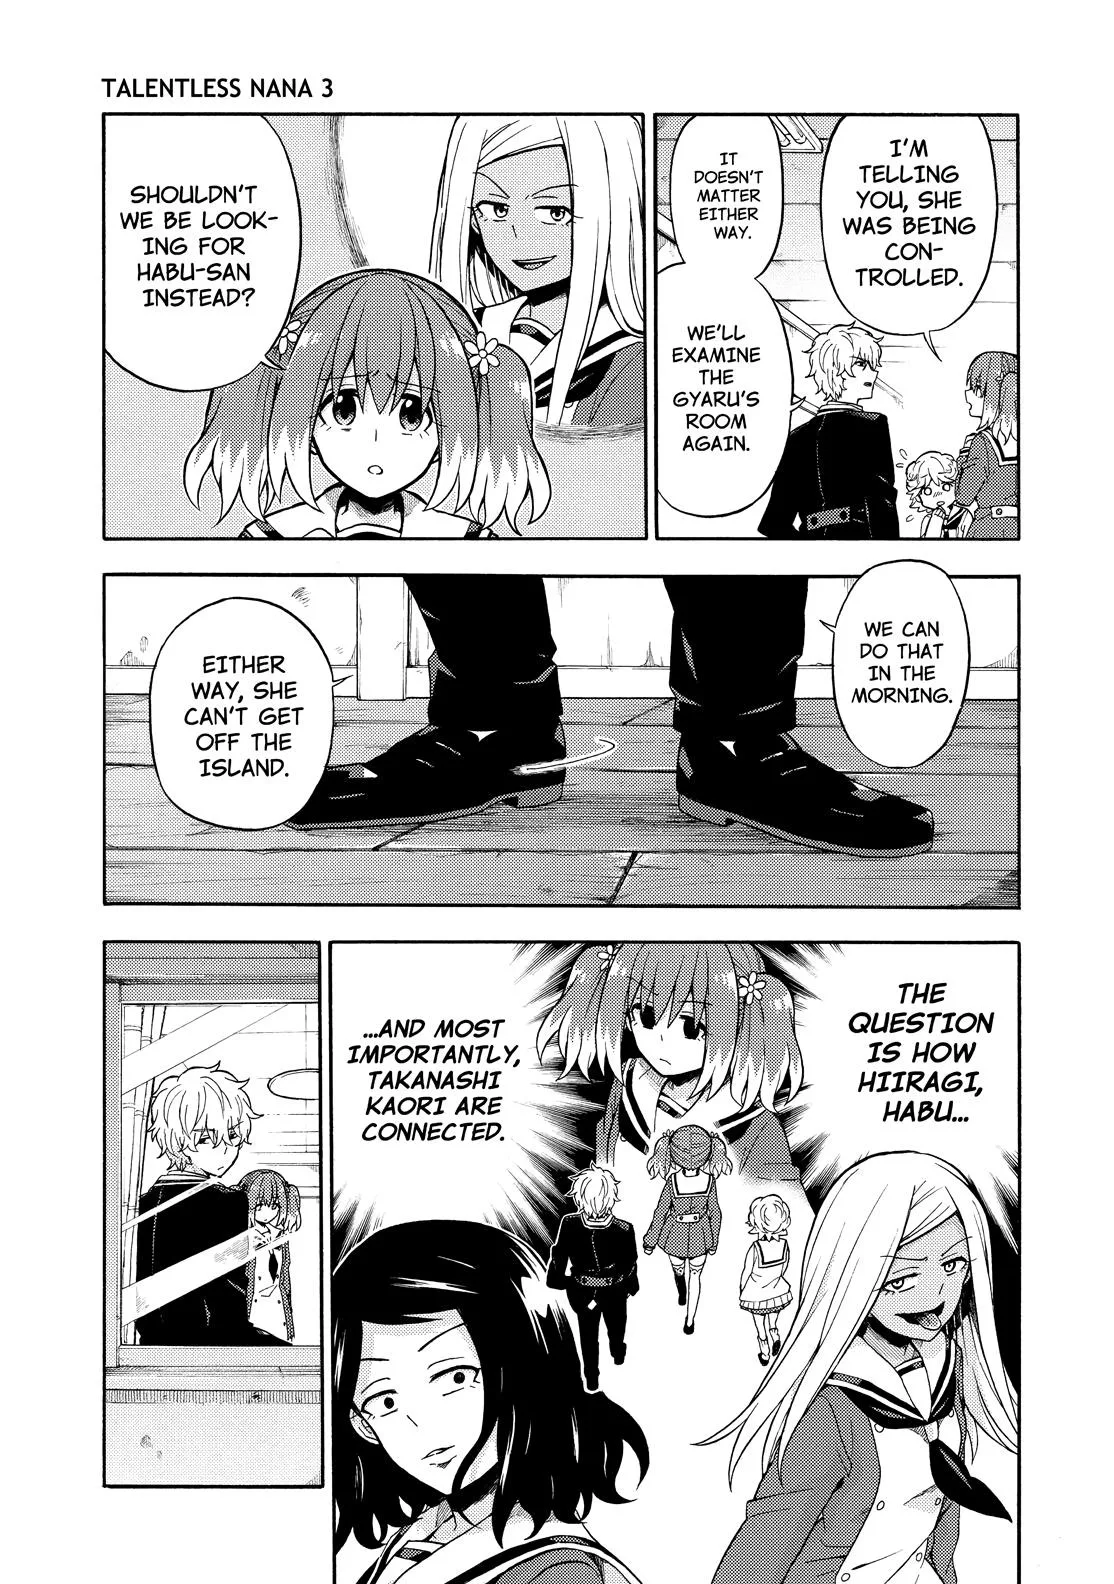 TALENTLESS NANA 3
I'M
TELLING
YOU, SHE
WAS BEING
CON-
TROLLED.
IT
DOESN'T
MATTER
EITHER
WAY.
WE'LL
EXAMINE
THE
GYARU'S
ROOM
AGAIN.
SHOULDN'T
WE BE LOOK-
ING FOR
HABU-SAN
INSTEAD?
WE CAN
DO THAT
IN THE
MORNING.
EITHER
WAY, SHE
CAN'T GET
OFF THE
ISLAND.
THE
QUESTION
IS HOW
HIIRAGI,
HABU...
...AND MOST
IMPORTANTLY,
TAKANASHI
KAORI ARE
CONNECTED.